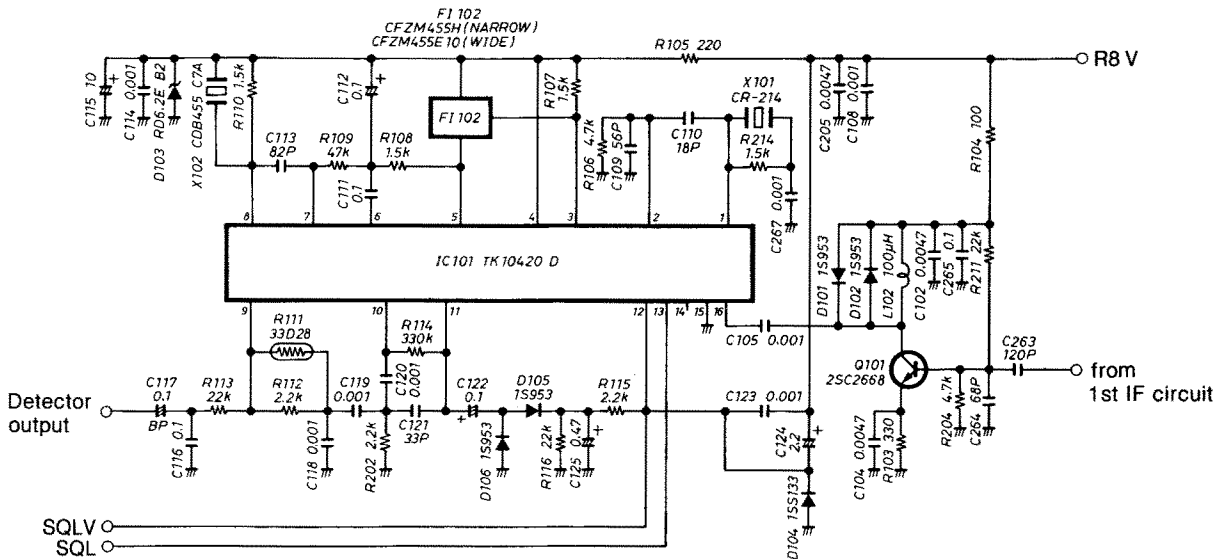 FI 102
CFZM455H (NARROW)
CFZM455E10 (WIDE)
R105 220
R8 V
C115 10
+
C114 0.001
D103 RD6.2E B2
X102 CDB455 C7A
R110 1.5k
C112
0.1
+
FI 102
R107
1.5k
X101
CR-214
C205 0.0047
C108 0.001
R104 100
C113
82P
R109
47k
R108
1.5k
C111
0.1
R106 4.7k
C109 56P
C110
18P
R214
1.5k
C267 0.001
8
7
6
5
4
3
2
1
IC101 TK10420 D
D101 1S953
D102 1S953
L102 100µH
C102 0.0047
C265 0.1
R211 22k
9
10
11
12
13
14
15
16
R111
33D28
R114
330k
C105 0.001
Q101
2SC2668
C263
120P
from
1st IF circuit
Detector
output
C117
0.1
BP
R113
22k
R112
2.2k
C119
0.001
C120
0.001
C122
0.1
+
D105
1S953
R115
2.2k
C123 0.001
C116 0.1
C118 0.001
R202 2.2k
C121
33P
D106 1S953
R116 22k
C125 0.47
+
C124
2.2
+
C104 0.0047
R103 330
R204 4.7k
C264 68P
D104 1SS133
SQLV
SQL